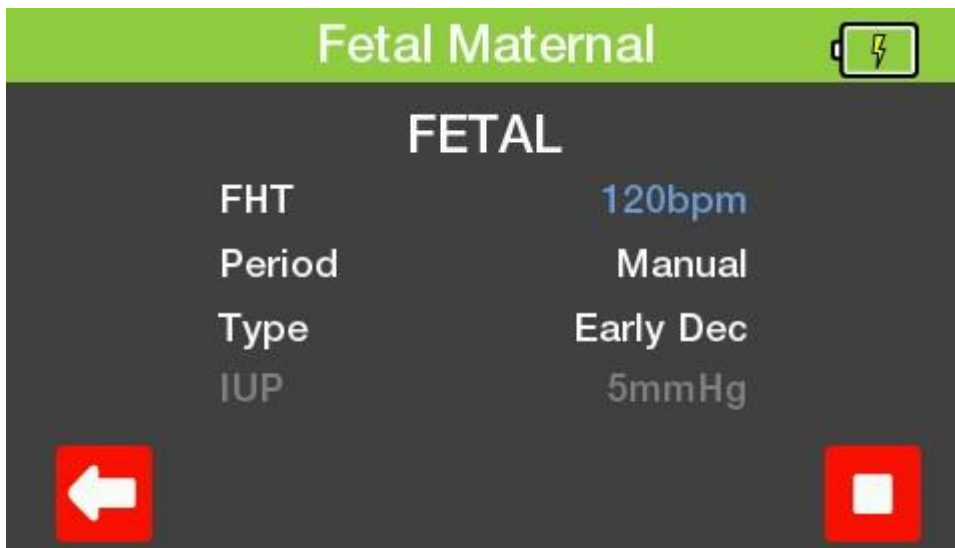 Fetal Maternal
FETAL
FHT 120bpm
Period Manual
Type Early Dec
IUP 5mmHg